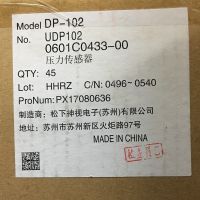 Model DP-102
No. UDP102
0601C0433-00
压力传感器
QTY: 45
Lot: HHRZ C/N: 0496~0540
ProNum: PX17080636
制造商：松下神视电子(苏州)有限公司
地址：苏州市苏州新区火炬路97号
MADE IN CHINA